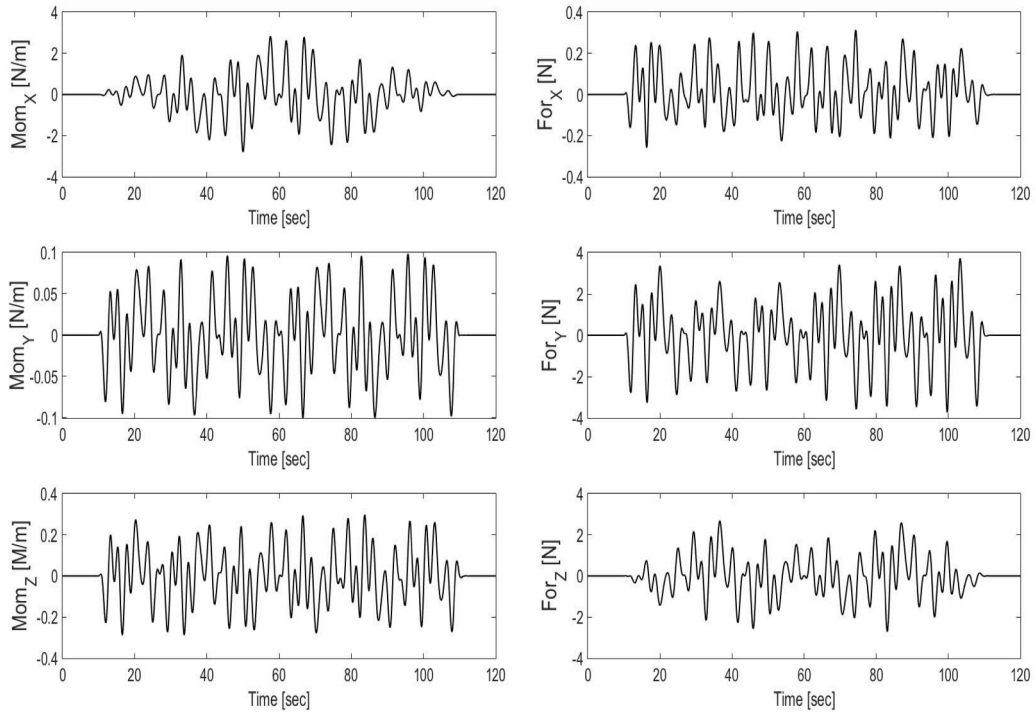 Mom_X [N/m]
4
2
0
-2
-4
0 20 40 60 80 100 120
Time [sec]
For_X [N]
0.4
0.2
0
-0.2
-0.4
0 20 40 60 80 100 120
Time [sec]
Mom_Y [N/m]
0.1
0.05
0
-0.05
-0.1
0 20 40 60 80 100 120
Time [sec]
For_Y [N]
4
2
0
-2
-4
0 20 40 60 80 100 120
Time [sec]
Mom_Z [M/m]
0.4
0.2
0
-0.2
-0.4
0 20 40 60 80 100 120
Time [sec]
For_Z [N]
4
2
0
-2
-4
0 20 40 60 80 100 120
Time [sec]